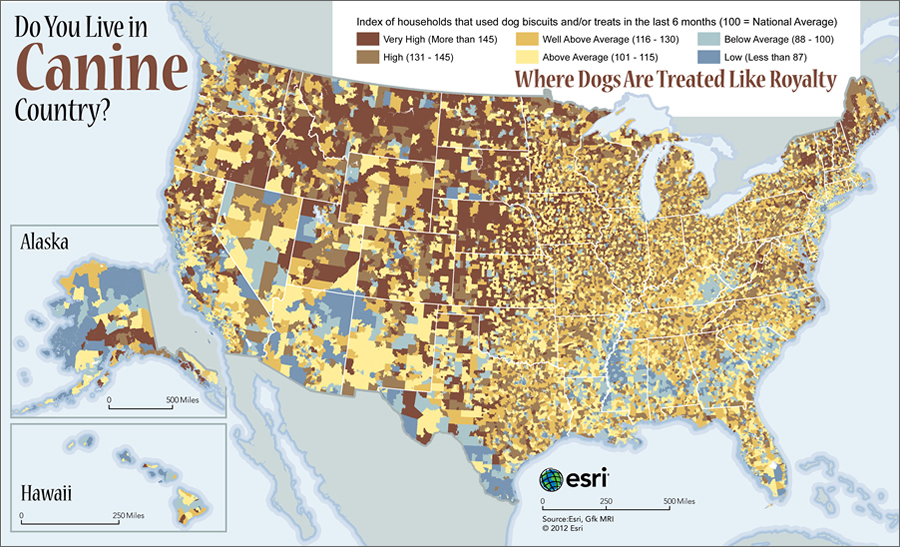 Do You Live in
Canine
Country?
Index of households that used dog biscuits and/or treats in the last 6 months (100 = National Average)
Very High (More than 145)
Well Above Average (116 - 130)
Below Average (88 - 100)
High (131 - 145)
Above Average (101 - 115)
Low (Less than 87)
Where Dogs Are Treated Like Royalty
Alaska
0 500 Miles
Hawaii
0 250 Miles
esri
0 250 500 Miles
Source:Esri, Gfk MRI
© 2012 Esri